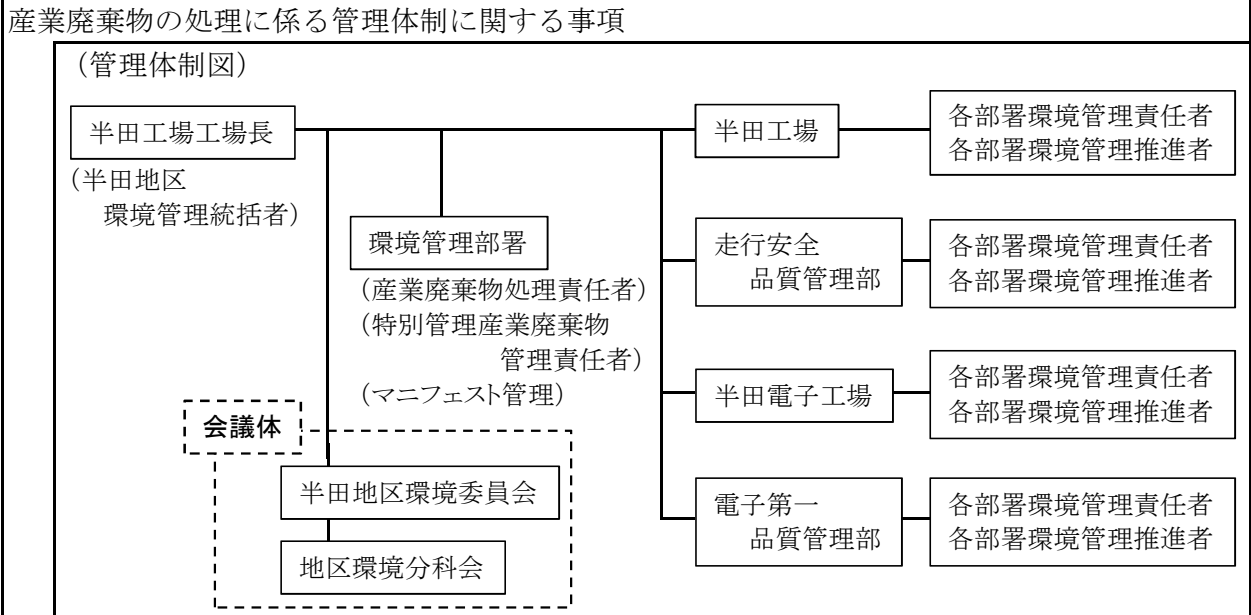 産業廃棄物の処理に係る管理体制に関する事項
(管理体制図)
半田工場工場長
(半田地区
環境管理統括者)
環境管理部署
(産業廃棄物処理責任者)
(特別管理産業廃棄物
管理責任者)
(マニフェスト管理)
会議体
半田地区環境委員会
地区環境分科会
半田工場
各部署環境管理責任者
各部署環境管理推進者
走行安全
品質管理部
各部署環境管理責任者
各部署環境管理推進者
半田電子工場
各部署環境管理責任者
各部署環境管理推進者
電子第一
品質管理部
各部署環境管理責任者
各部署環境管理推進者